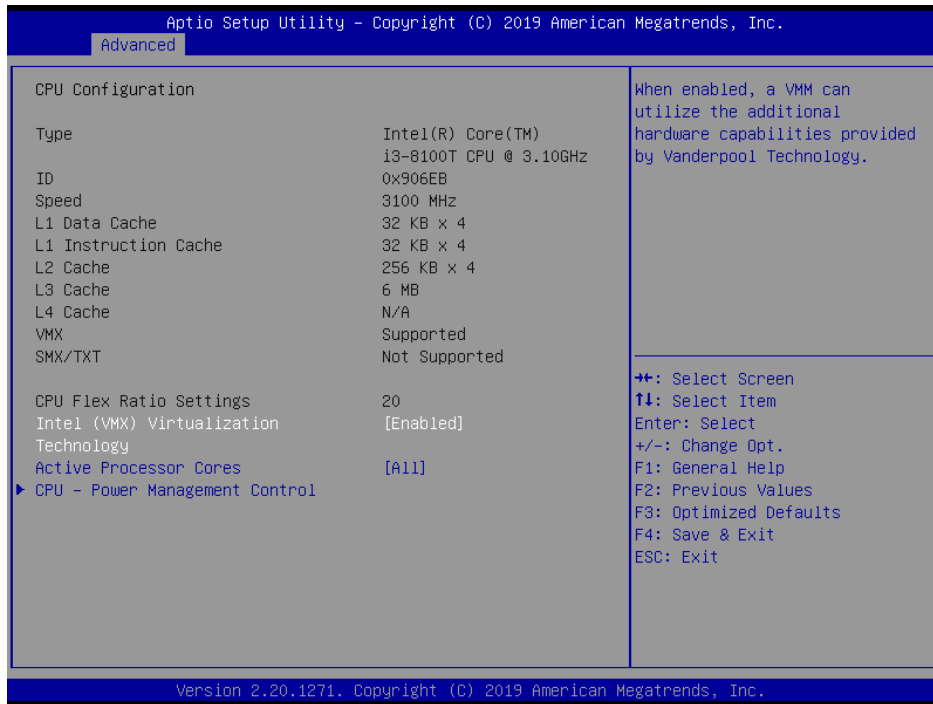 Aptio Setup Utility – Copyright (C) 2019 American Megatrends, Inc.
Advanced
CPU Configuration
Type Intel(R) Core(TM)
i3-8100T CPU @ 3.10GHz
ID 0x906EB
Speed 3100 MHz
L1 Data Cache 32 KB x 4
L1 Instruction Cache 32 KB x 4
L2 Cache 256 KB x 4
L3 Cache 6 MB
L4 Cache N/A
VMX Supported
SMX/TXT Not Supported
CPU Flex Ratio Settings 20
Intel (VMX) Virtualization [Enabled]
Technology
Active Processor Cores [All]
CPU – Power Management Control
When enabled, a VMM can
utilize the additional
hardware capabilities provided
by Vanderpool Technology.
→←: Select Screen
↑↓: Select Item
Enter: Select
+/–: Change Opt.
F1: General Help
F2: Previous Values
F3: Optimized Defaults
F4: Save & Exit
ESC: Exit
Version 2.20.1271. Copyright (C) 2019 American Megatrends, Inc.